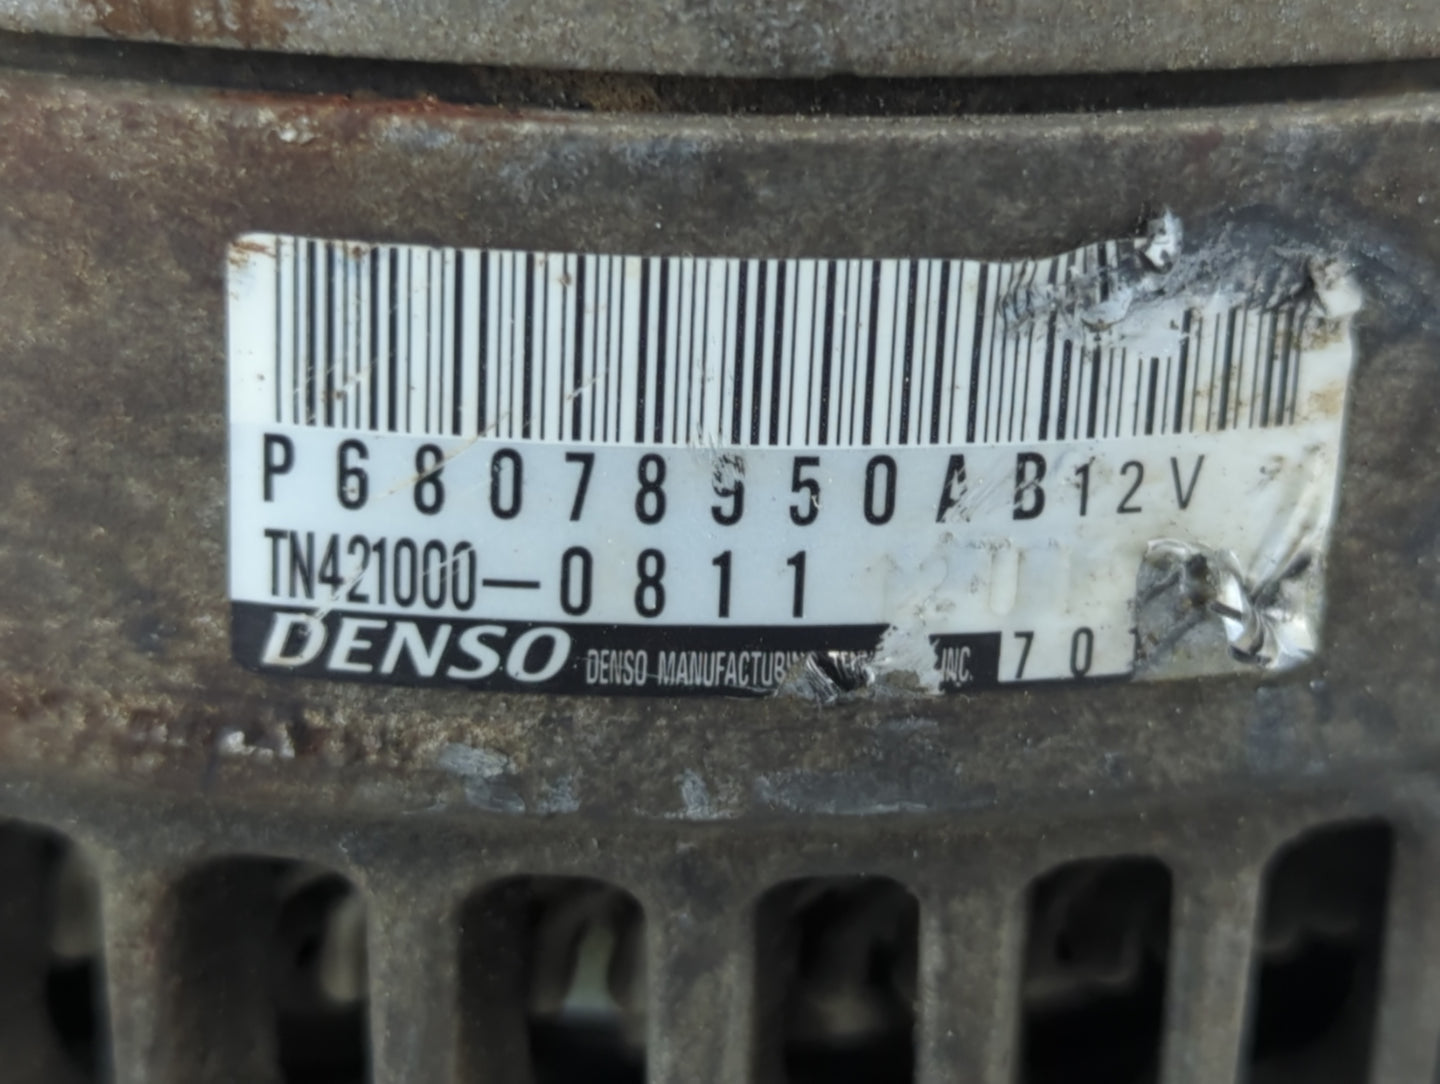 P68078950AB 12V
TN421000-0811
DENSO DENSO MANUFACTURING INC. 70